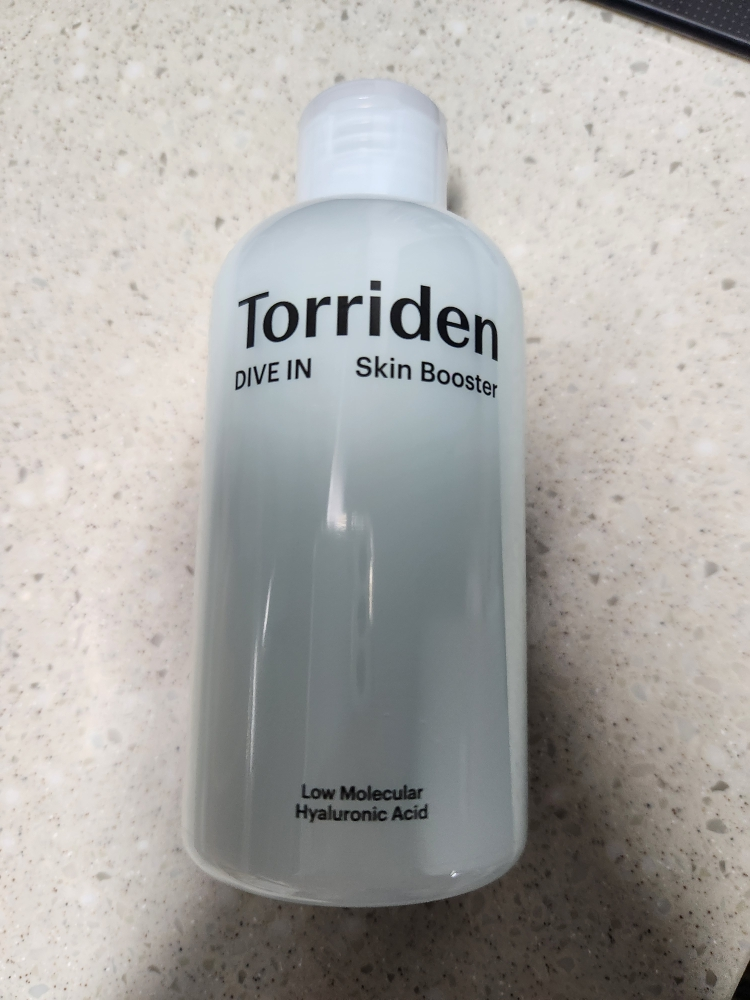 Torriden
DIVE IN Skin Booster
Low Molecular
Hyaluronic Acid